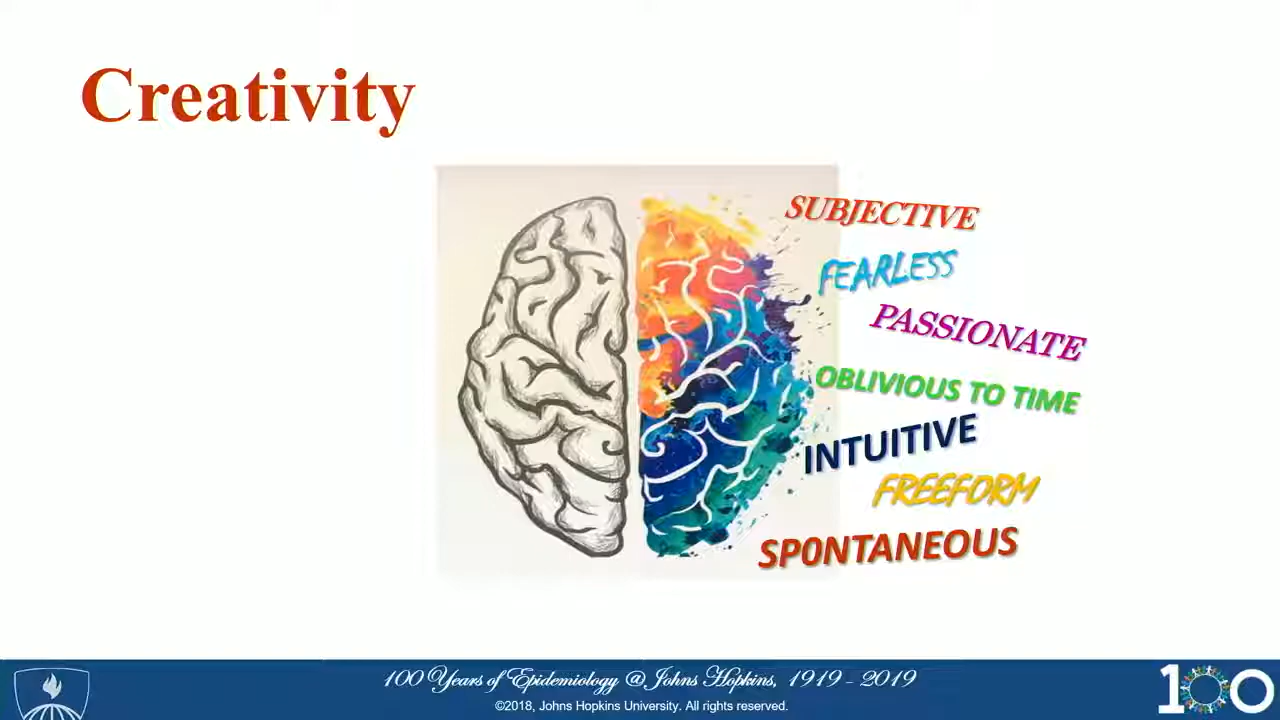 Creativity
SUBJECTIVE
FEARLESS
PASSIONATE
OBLIVIOUS TO TIME
INTUITIVE
FREEFORM
SP0NTANEOUS
100 Years of Epidemiology @ Johns Hopkins, 1919 - 2019
©2018, Johns Hopkins University. All rights reserved.
100